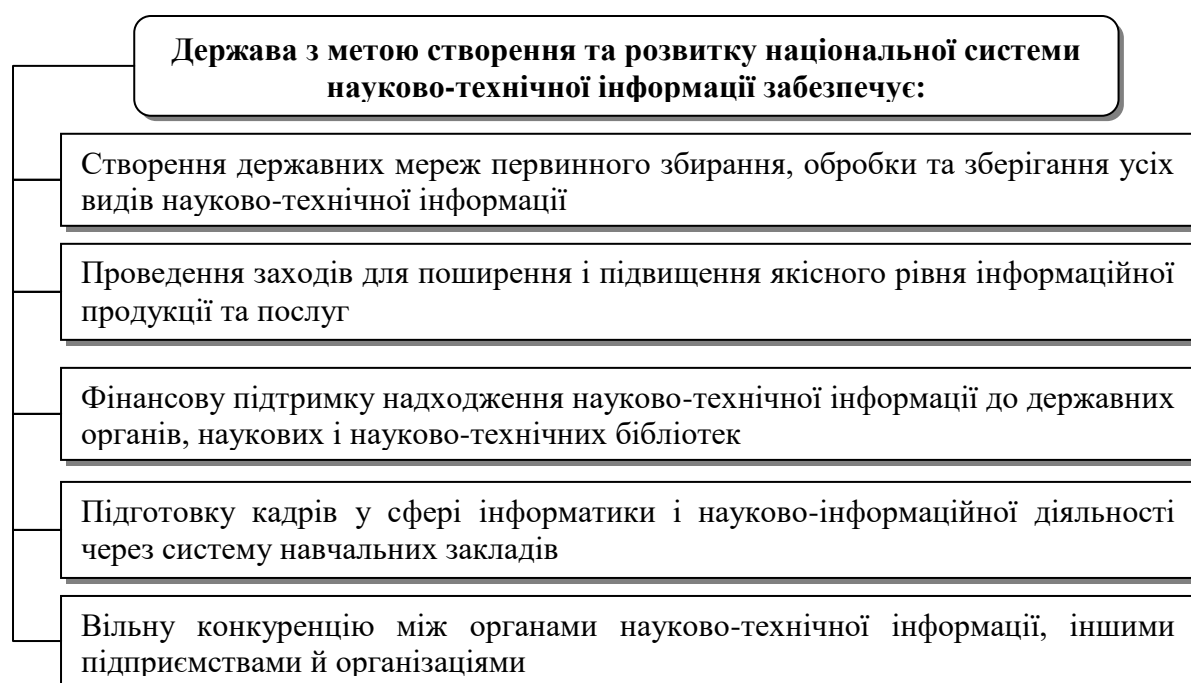 Держава з метою створення та розвитку національної системи
науково-технічної інформації забезпечує:
Створення державних мереж первинного збирання, обробки та зберігання усіх
видів науково-технічної інформації
Проведення заходів для поширення і підвищення якісного рівня інформаційної
продукції та послуг
Фінансову підтримку надходження науково-технічної інформації до державних
органів, наукових і науково-технічних бібліотек
Підготовку кадрів у сфері інформатики і науково-інформаційної діяльності
через систему навчальних закладів
Вільну конкуренцію між органами науково-технічної інформації, іншими
підприємствами й організаціями